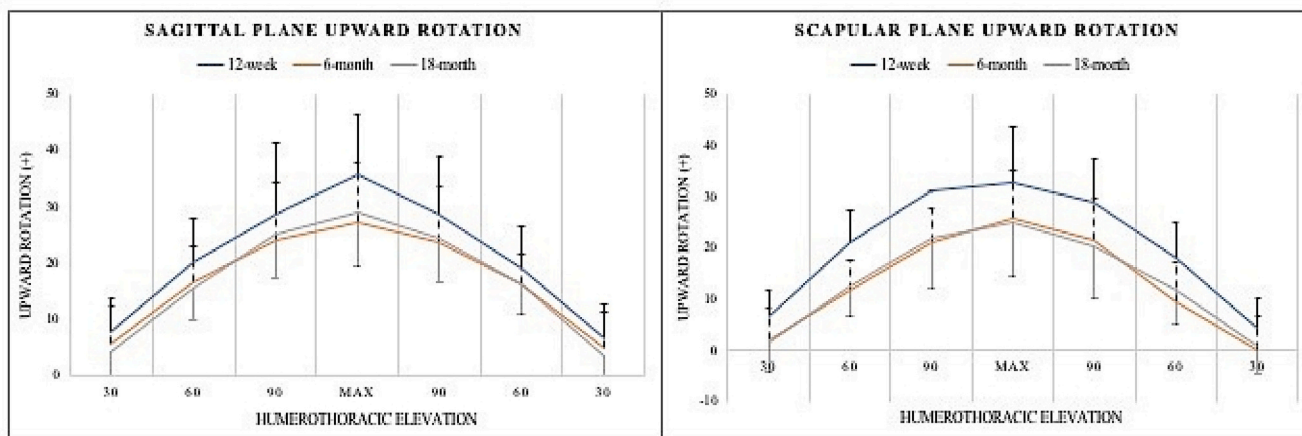 SAGITTAL PLANE UPWARD ROTATION
12-week 6-month 18-month
UPWARD ROTATION (+)
50
40
30
20
10
0
30 60 90 MAX 90 60 30
HUMEROTHORACIC ELEVATION
SCAPULAR PLANE UPWARD ROTATION
12-week 6-month 18-month
UPWARD ROTATION (+)
50
40
30
20
10
0
-10
30 60 90 MAX 90 60 30
HUMEROTHORACIC ELEVATION